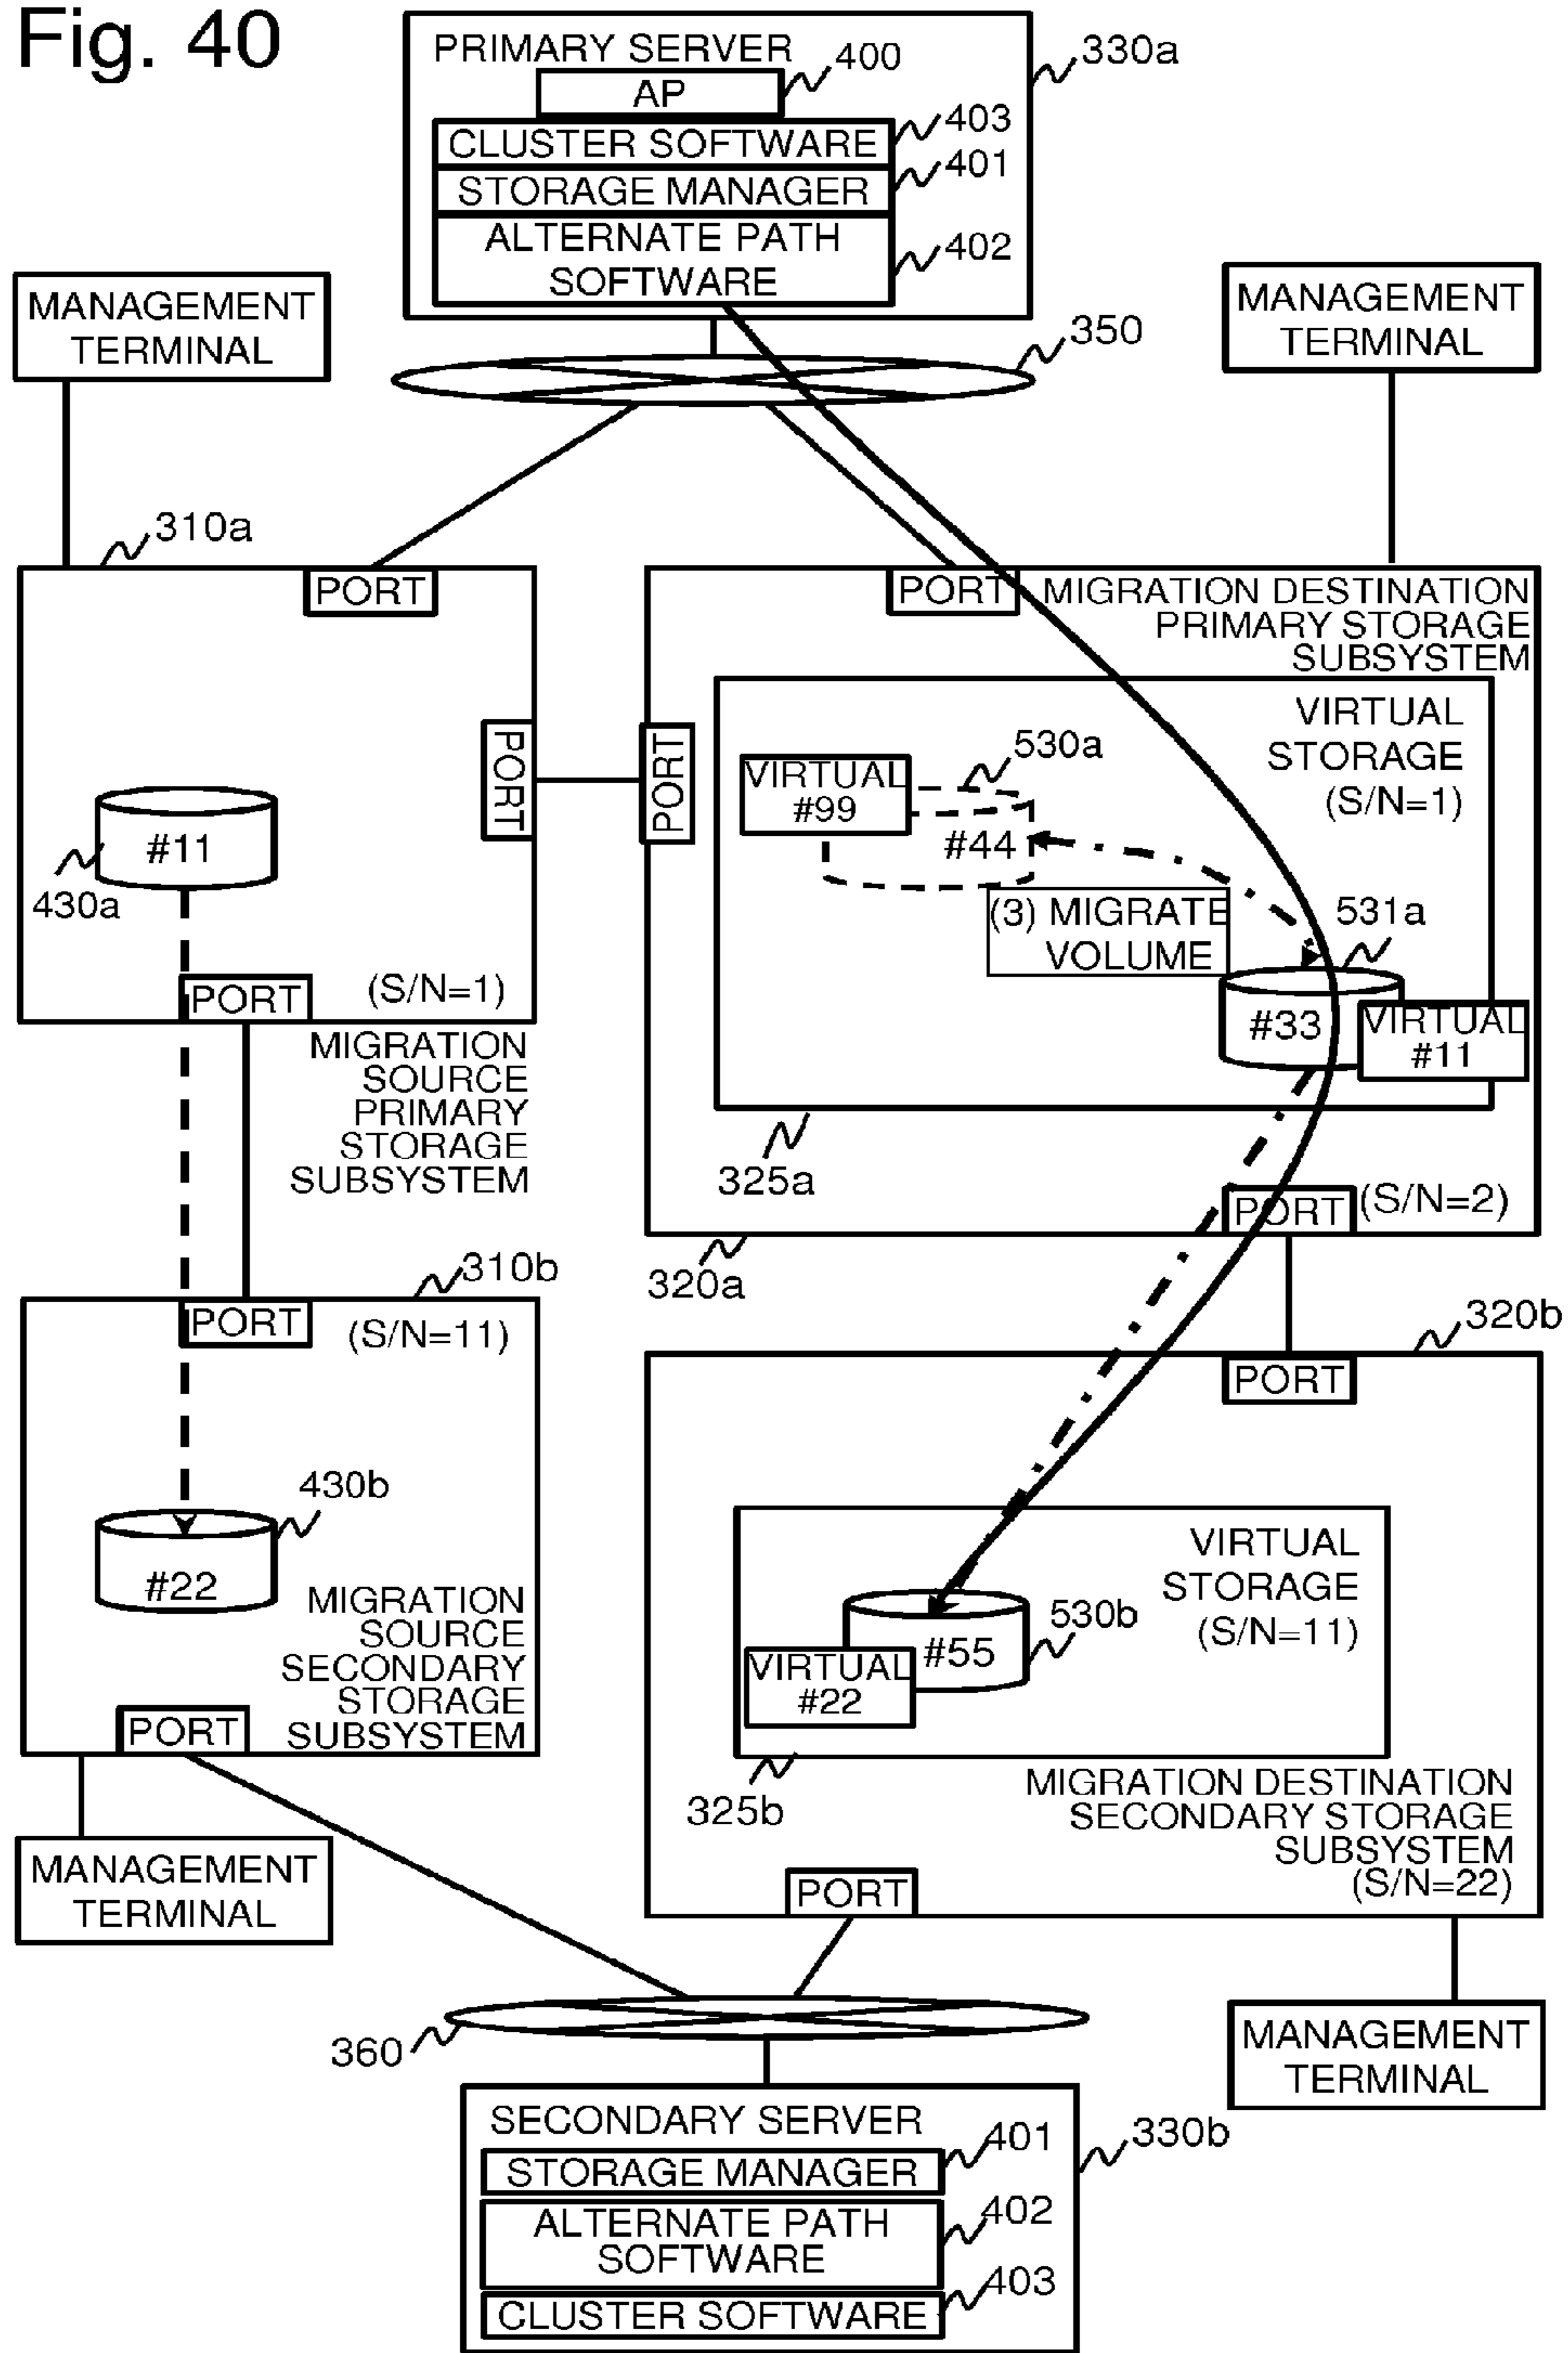 Fig. 40
PRIMARY SERVER
400
330a
AP
403
CLUSTER SOFTWARE
401
STORAGE MANAGER
ALTERNATE PATH
SOFTWARE
402
MANAGEMENT
TERMINAL
MANAGEMENT
TERMINAL
350
310a
PORT
PORT
MIGRATION DESTINATION
PRIMARY STORAGE
SUBSYSTEM
VIRTUAL
STORAGE
(S/N=1)
PORT
PORT
530a
VIRTUAL
#99
#44
#11
430a
(3) MIGRATE
VOLUME
531a
#33
VIRTUAL
#11
PORT
(S/N=1)
MIGRATION
SOURCE
PRIMARY
STORAGE
SUBSYSTEM
325a
PORT
(S/N=2)
320a
310b
PORT
(S/N=11)
320b
PORT
430b
#22
MIGRATION
SOURCE
SECONDARY
STORAGE
SUBSYSTEM
PORT
VIRTUAL
STORAGE
(S/N=11)
530b
#55
VIRTUAL
#22
325b
MIGRATION DESTINATION
SECONDARY STORAGE
SUBSYSTEM
(S/N=22)
PORT
MANAGEMENT
TERMINAL
360
MANAGEMENT
TERMINAL
SECONDARY SERVER
401
330b
STORAGE MANAGER
402
ALTERNATE PATH
SOFTWARE
403
CLUSTER SOFTWARE